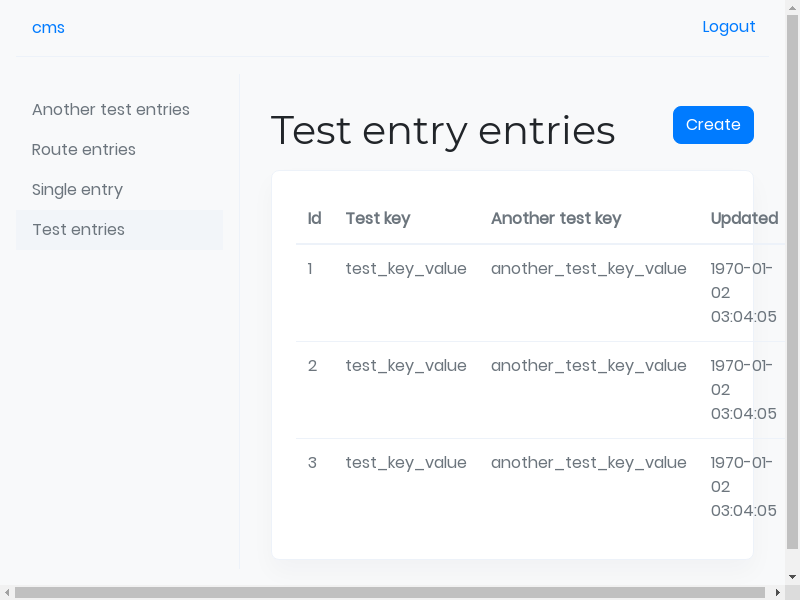 cms
Logout
Another test entries
Route entries
Single entry
Test entries
Test entry entries
Create
Id Test key Another test key Updated
1 test_key_value another_test_key_value 1970-01-
02
03:04:05
2 test_key_value another_test_key_value 1970-01-
02
03:04:05
3 test_key_value another_test_key_value 1970-01-
02
03:04:05